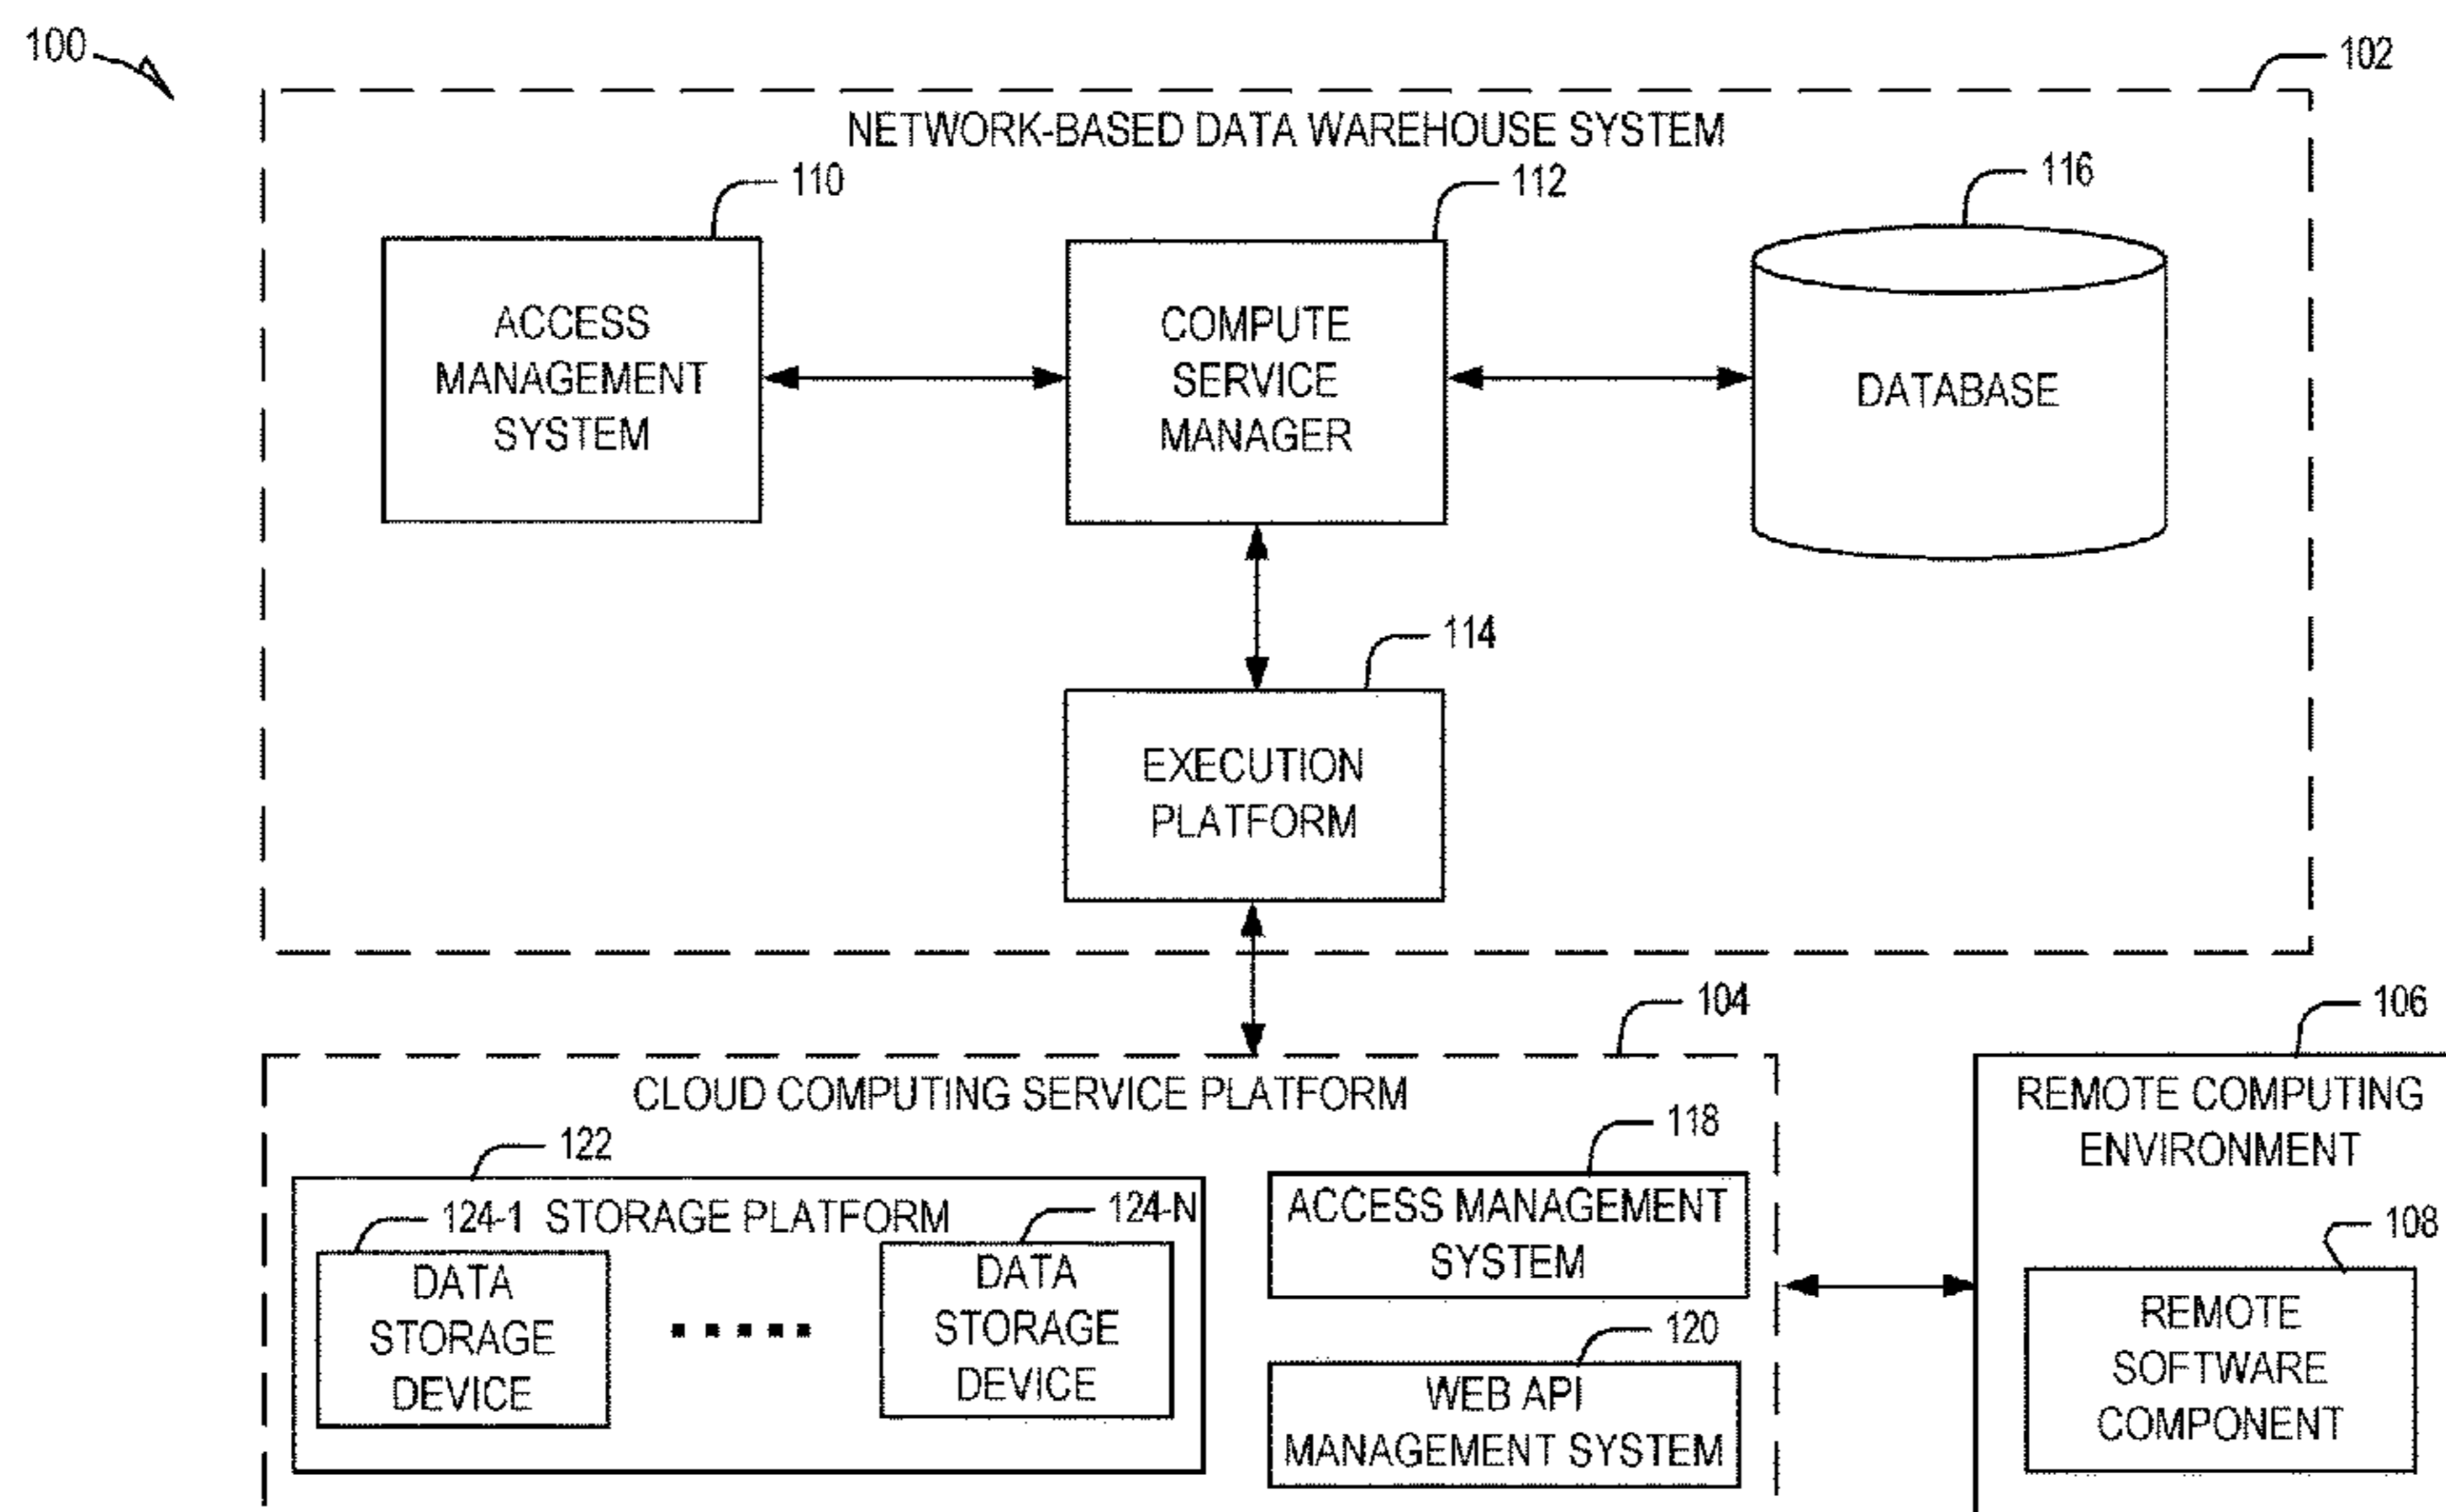 100
102
NETWORK-BASED DATA WAREHOUSE SYSTEM
110
112
116
ACCESS
MANAGEMENT
SYSTEM
COMPUTE
SERVICE
MANAGER
DATABASE
114
EXECUTION
PLATFORM
104
106
CLOUD COMPUTING SERVICE PLATFORM
122
124-1 STORAGE PLATFORM
124-N
DATA
STORAGE
DEVICE
DATA
STORAGE
DEVICE
118
ACCESS MANAGEMENT
SYSTEM
120
WEB API
MANAGEMENT SYSTEM
REMOTE COMPUTING
ENVIRONMENT
108
REMOTE
SOFTWARE
COMPONENT